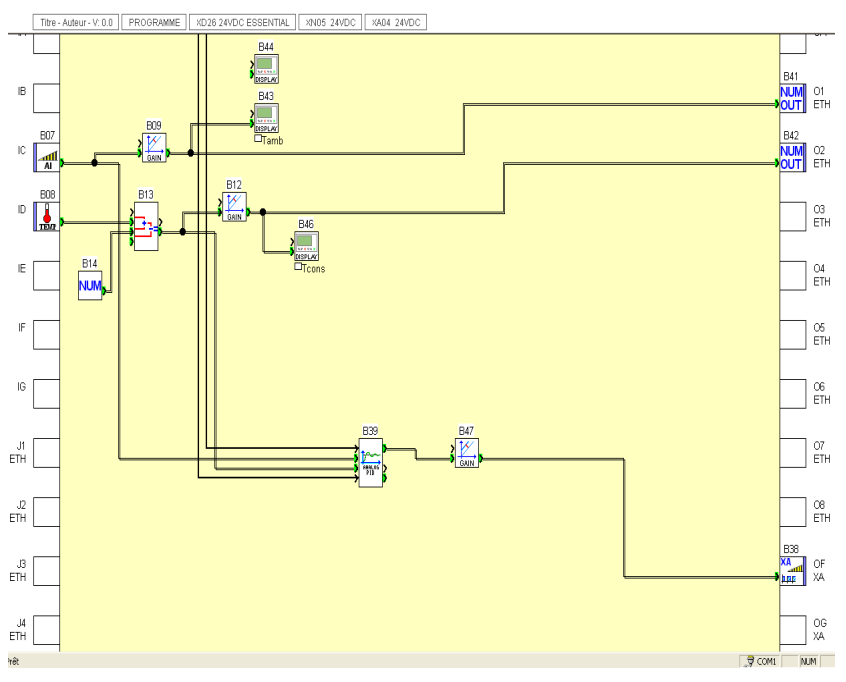 Titre - Auteur - V: 0.0 PROGRAMME XD26 24VDC ESSENTIAL XN05 24VDC XA04 24VDC
B44
DISPLAY
B41
IB
NUM OUT
O1
ETH
B43
DISPLAY
Tamb
B07
IC
AI
B09
GAIN
B42
NUM OUT
O2
ETH
B08
ID
TEMP
B13
B12
GAIN
O3
ETH
B46
DISPLAY
Tcons
IE
B14
NUM
O4
ETH
IF
O5
ETH
IG
O6
ETH
J1
ETH
B39
ANALOG
PID
B47
GAIN
O7
ETH
J2
ETH
O8
ETH
J3
ETH
B38
XA
OF
XA
J4
ETH
OG
XA
COM1 NUM